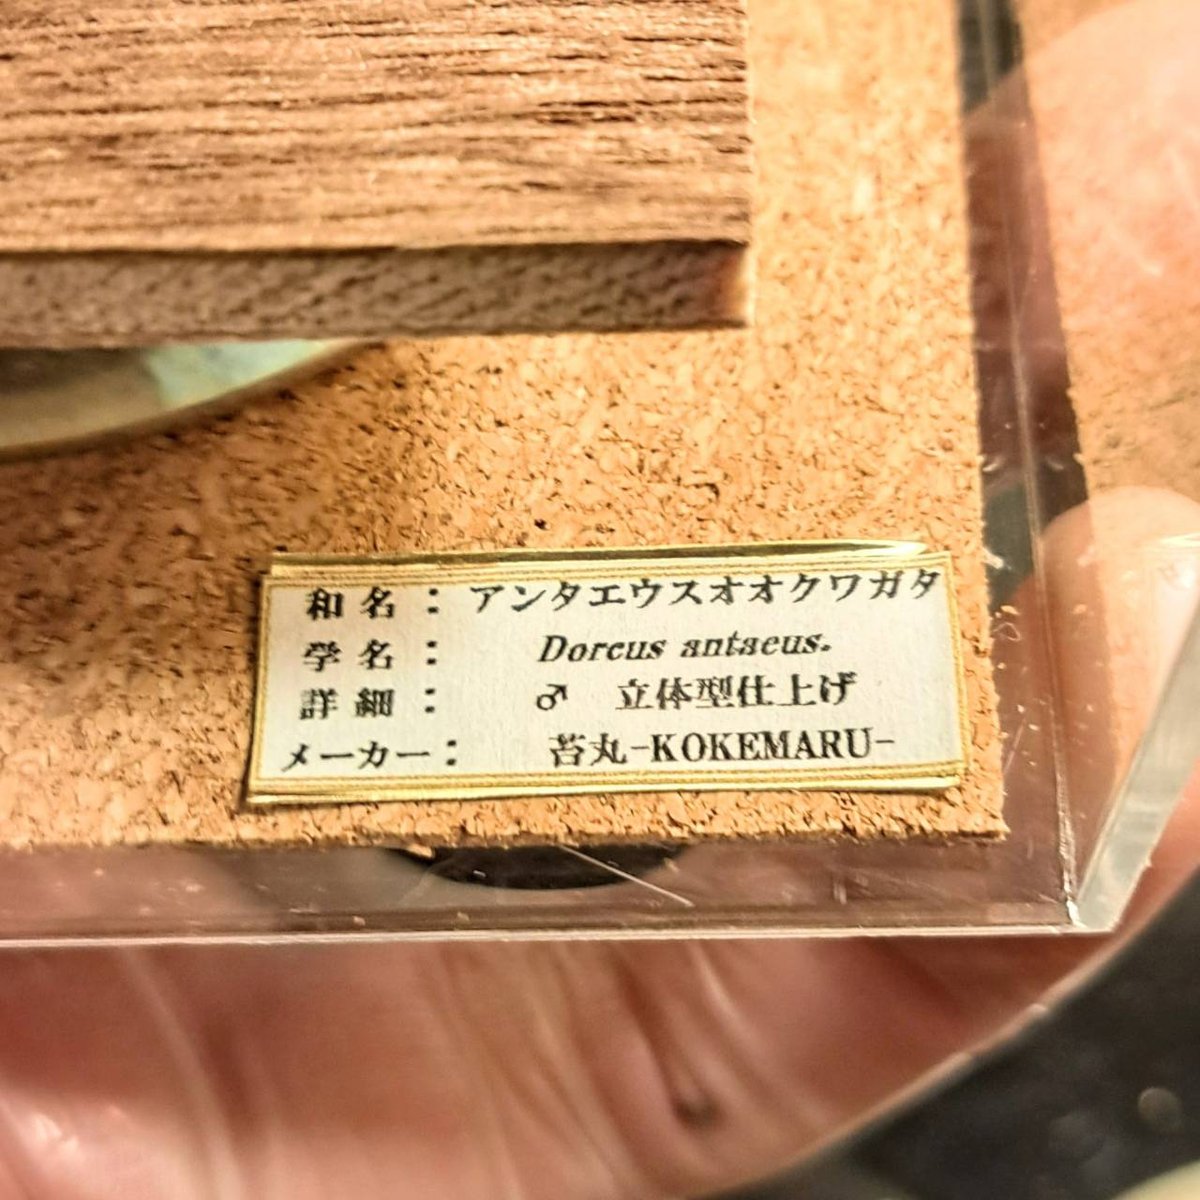 和名： アンタエウスオオクワガタ
学名： Dorcus antaeus.
詳細： ♂ 立体型仕上げ
メーカー： 苔丸-KOKEMARU-